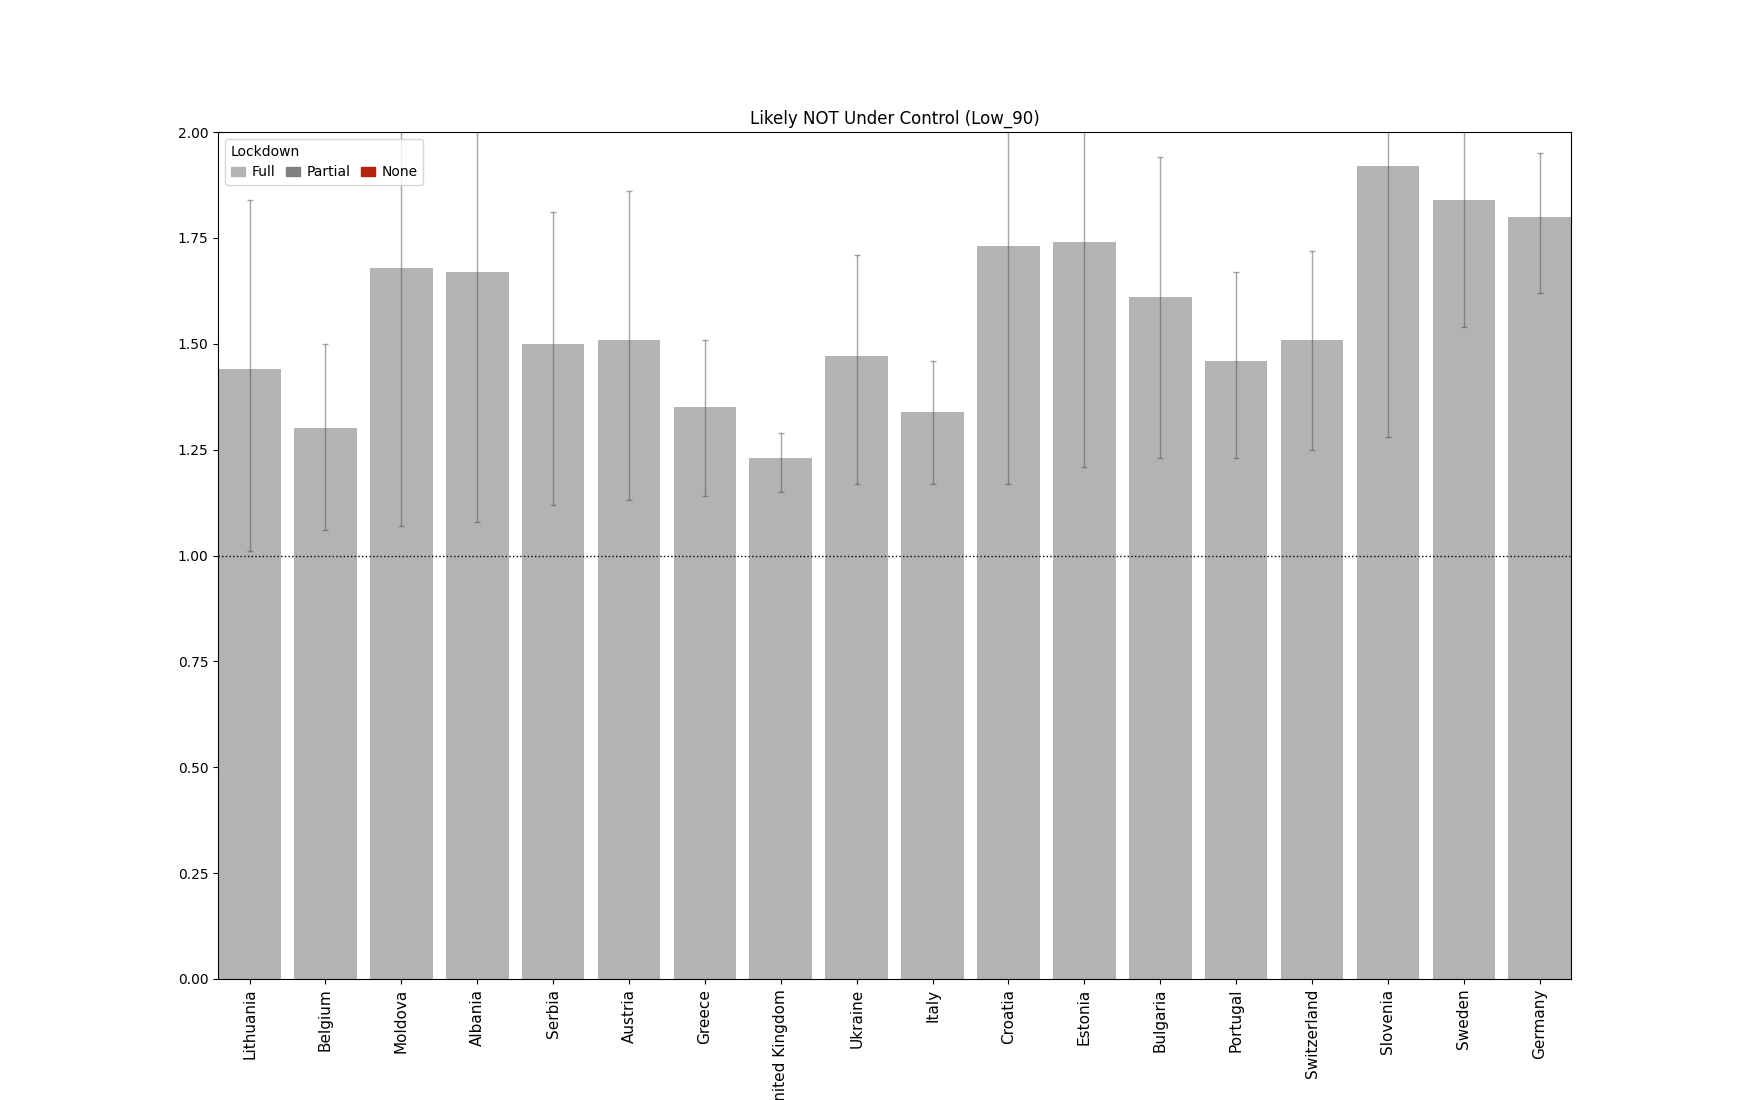 Likely NOT Under Control (Low_90)
Lockdown
Full Partial None
2.00
1.75
1.50
1.25
1.00
0.75
0.50
0.25
0.00
Lithuania
Belgium
Moldova
Albania
Serbia
Austria
Greece
nited Kingdom
Ukraine
Italy
Croatia
Estonia
Bulgaria
Portugal
Switzerland
Slovenia
Sweden
Germany